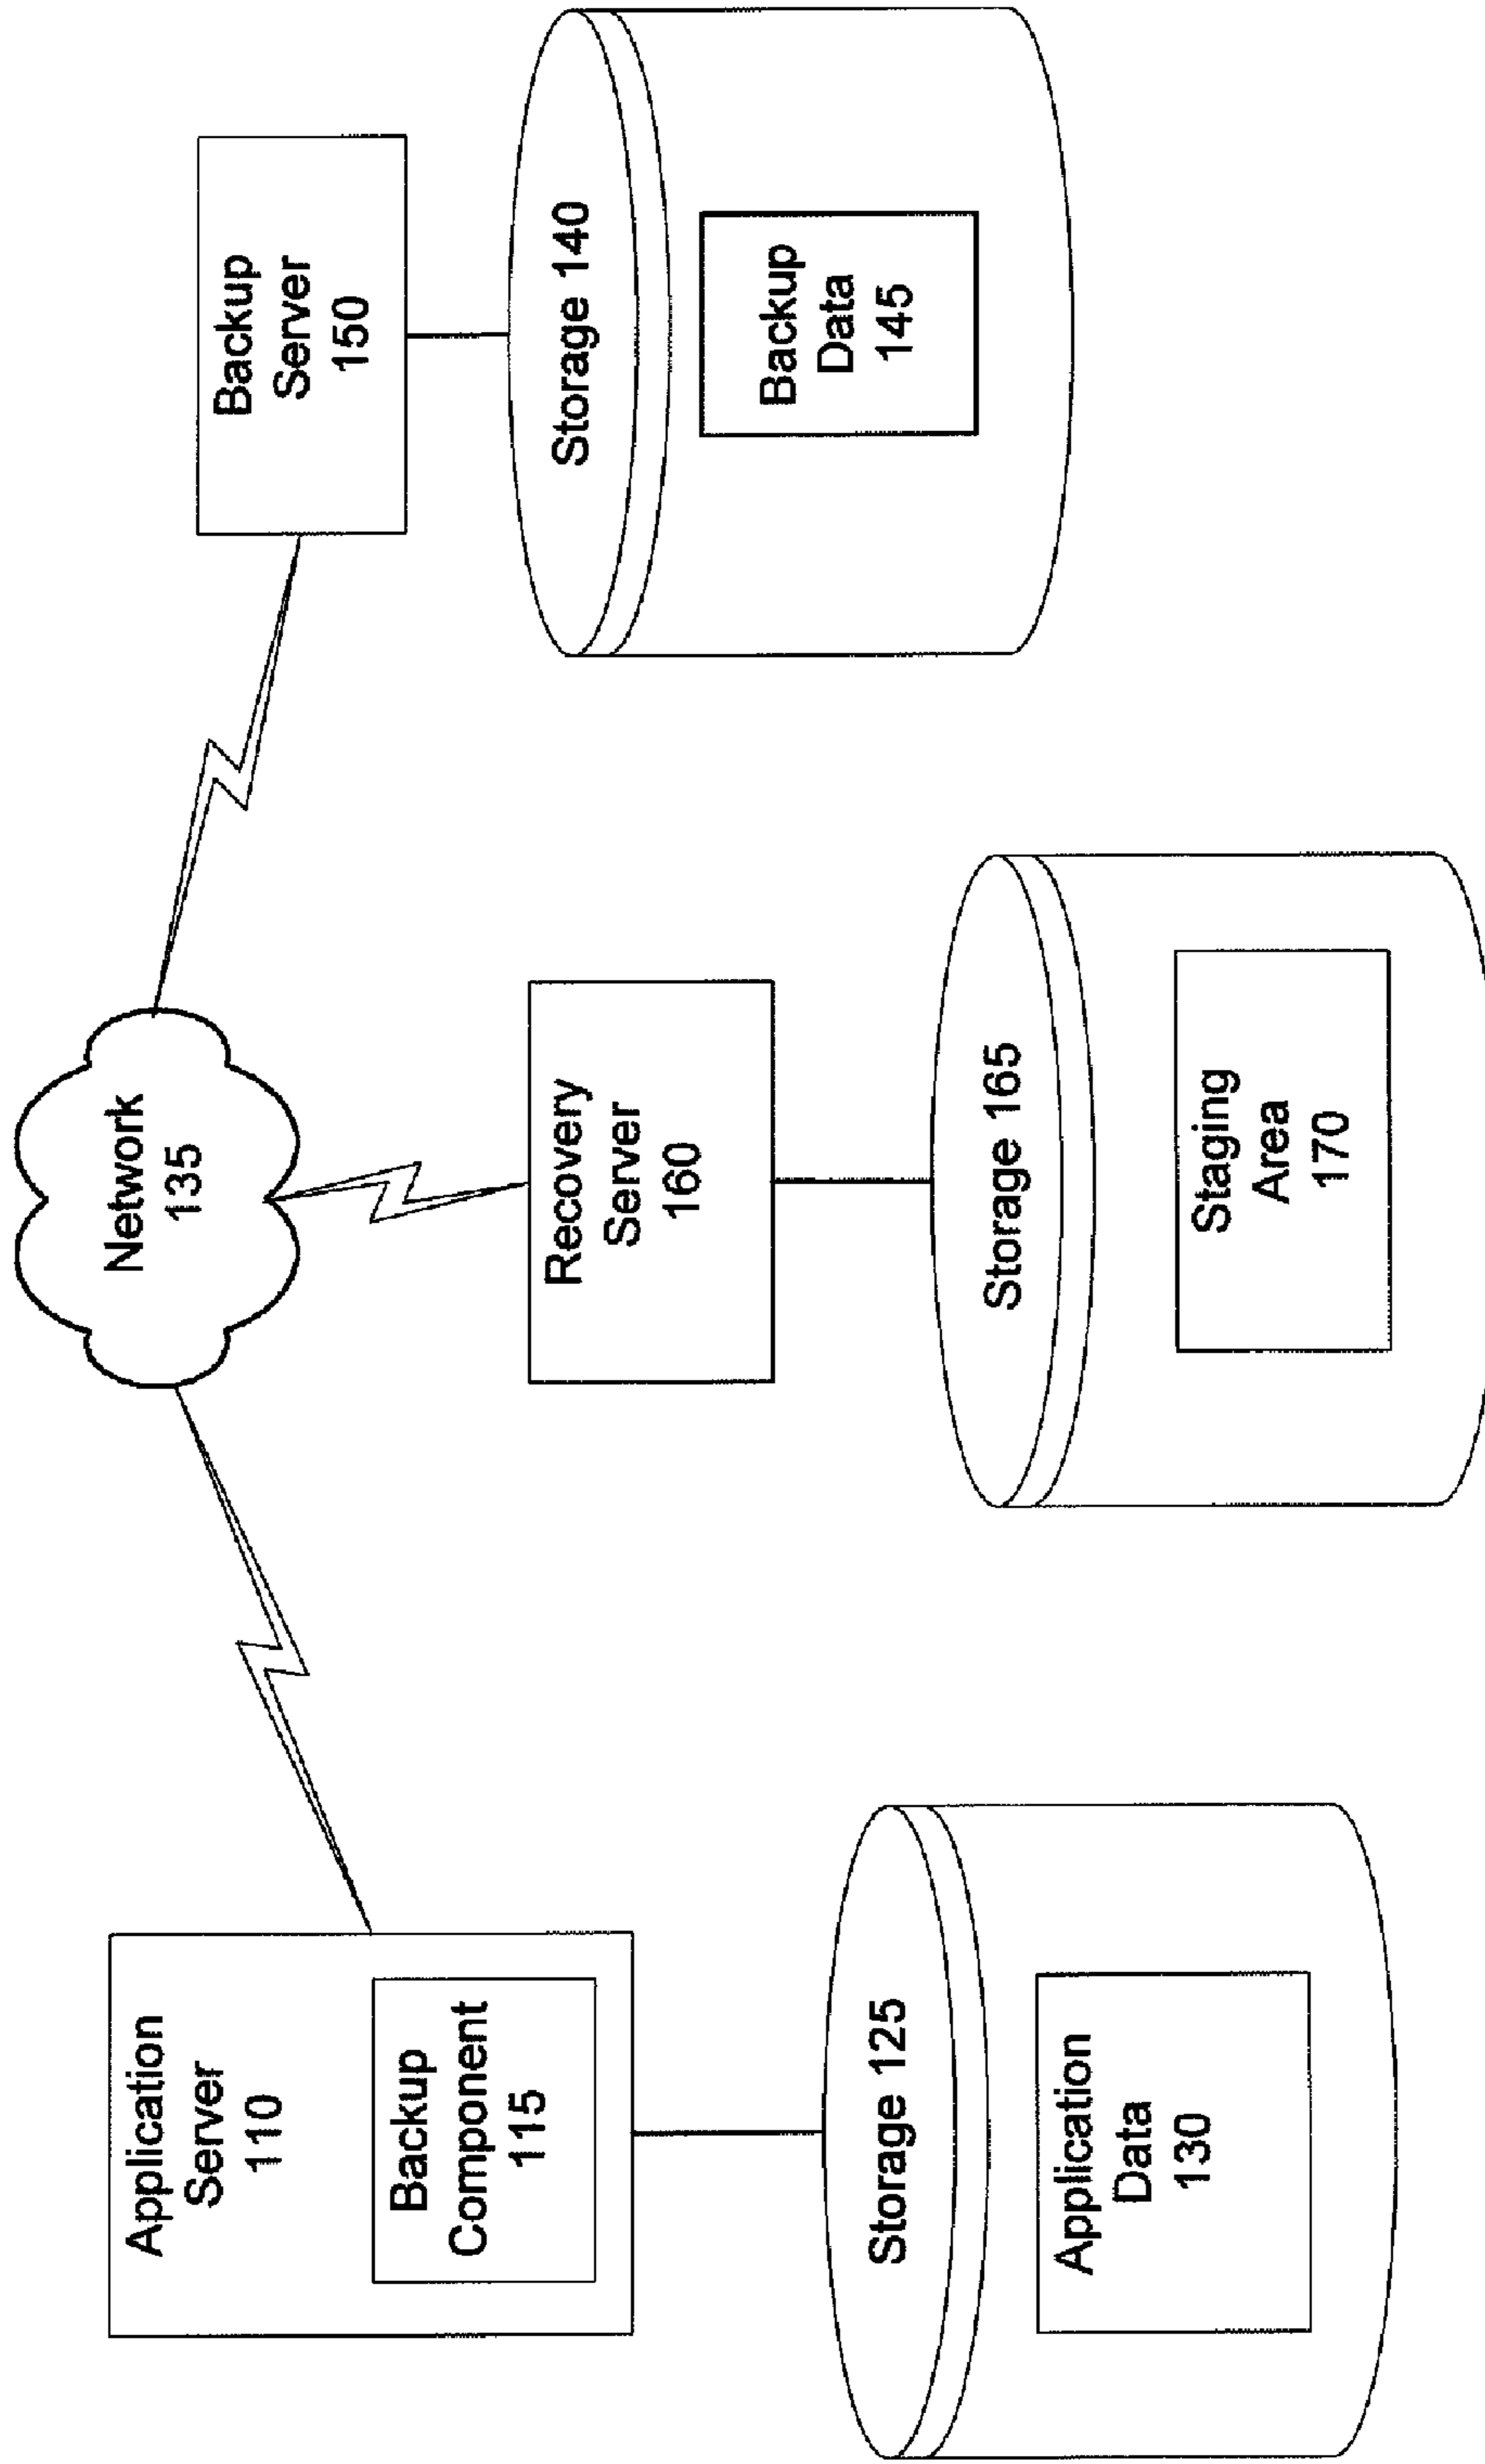 Application
Server
110
Backup
Component
115
Storage 125
Application
Data
130
Network
135
Recovery
Server
160
Storage 165
Staging
Area
170
Backup
Server
150
Storage 140
Backup
Data
145